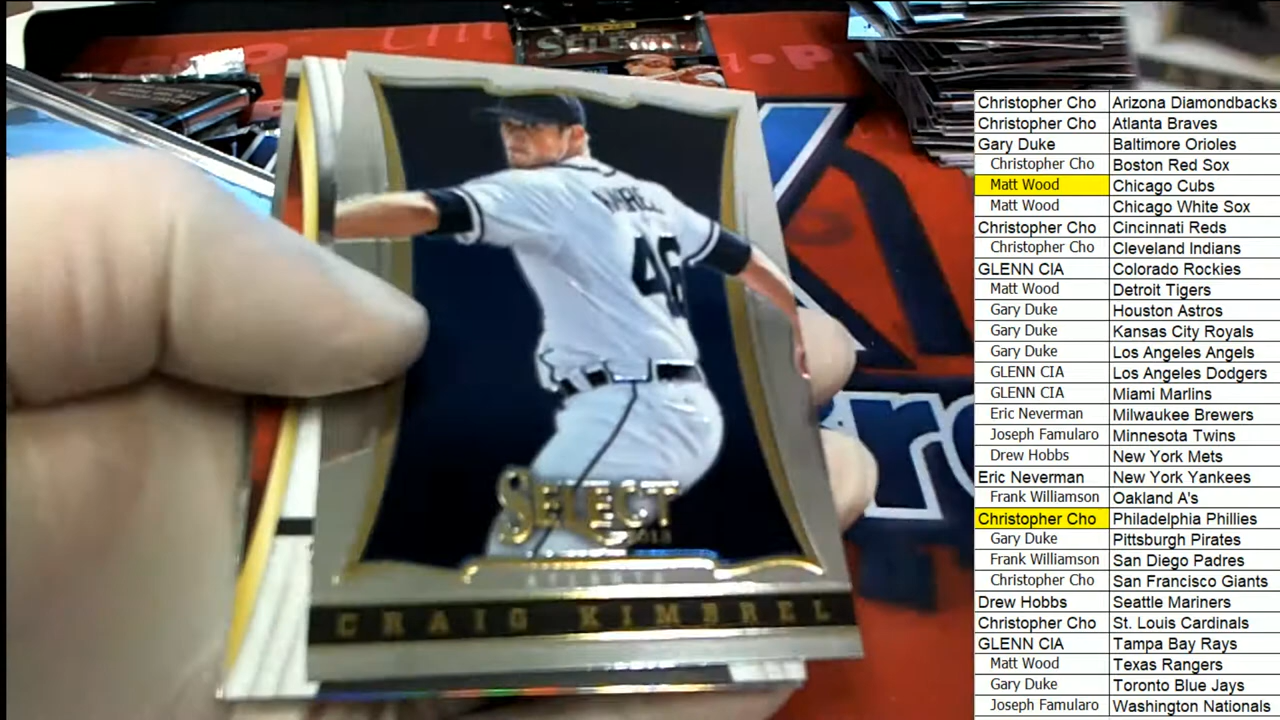 SELECT
46
SELECT
2013
ATLANTA
CRAIG KIMBREL
Christopher Cho Arizona Diamondbacks
Christopher Cho Atlanta Braves
Gary Duke Baltimore Orioles
Christopher Cho Boston Red Sox
Matt Wood Chicago Cubs
Matt Wood Chicago White Sox
Christopher Cho Cincinnati Reds
Christopher Cho Cleveland Indians
GLENN CIA Colorado Rockies
Matt Wood Detroit Tigers
Gary Duke Houston Astros
Gary Duke Kansas City Royals
Gary Duke Los Angeles Angels
GLENN CIA Los Angeles Dodgers
GLENN CIA Miami Marlins
Eric Neverman Milwaukee Brewers
Joseph Famularo Minnesota Twins
Drew Hobbs New York Mets
Eric Neverman New York Yankees
Frank Williamson Oakland A's
Christopher Cho Philadelphia Phillies
Gary Duke Pittsburgh Pirates
Frank Williamson San Diego Padres
Christopher Cho San Francisco Giants
Drew Hobbs Seattle Mariners
Christopher Cho St. Louis Cardinals
GLENN CIA Tampa Bay Rays
Matt Wood Texas Rangers
Gary Duke Toronto Blue Jays
Joseph Famularo Washington Nationals